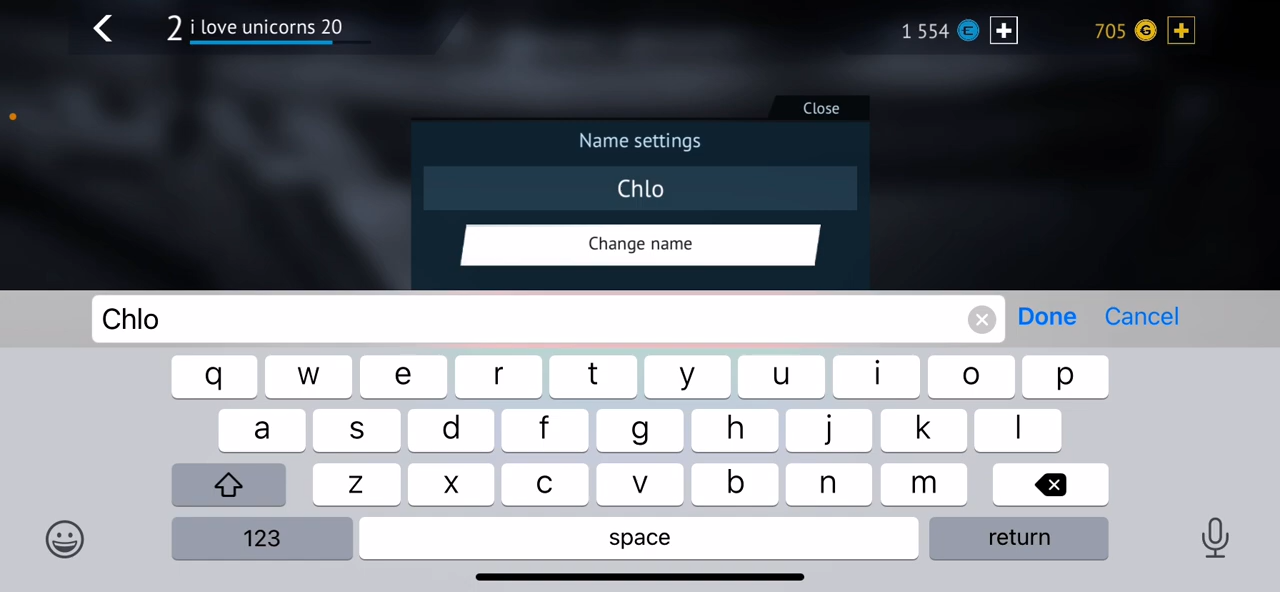 2 i love unicorns 20
1 554 E +
705 G +
Close
Name settings
Chlo
Change name
Chlo
Done Cancel
q w e r t y u i o p
a s d f g h j k l
z x c v b n m
123 space return